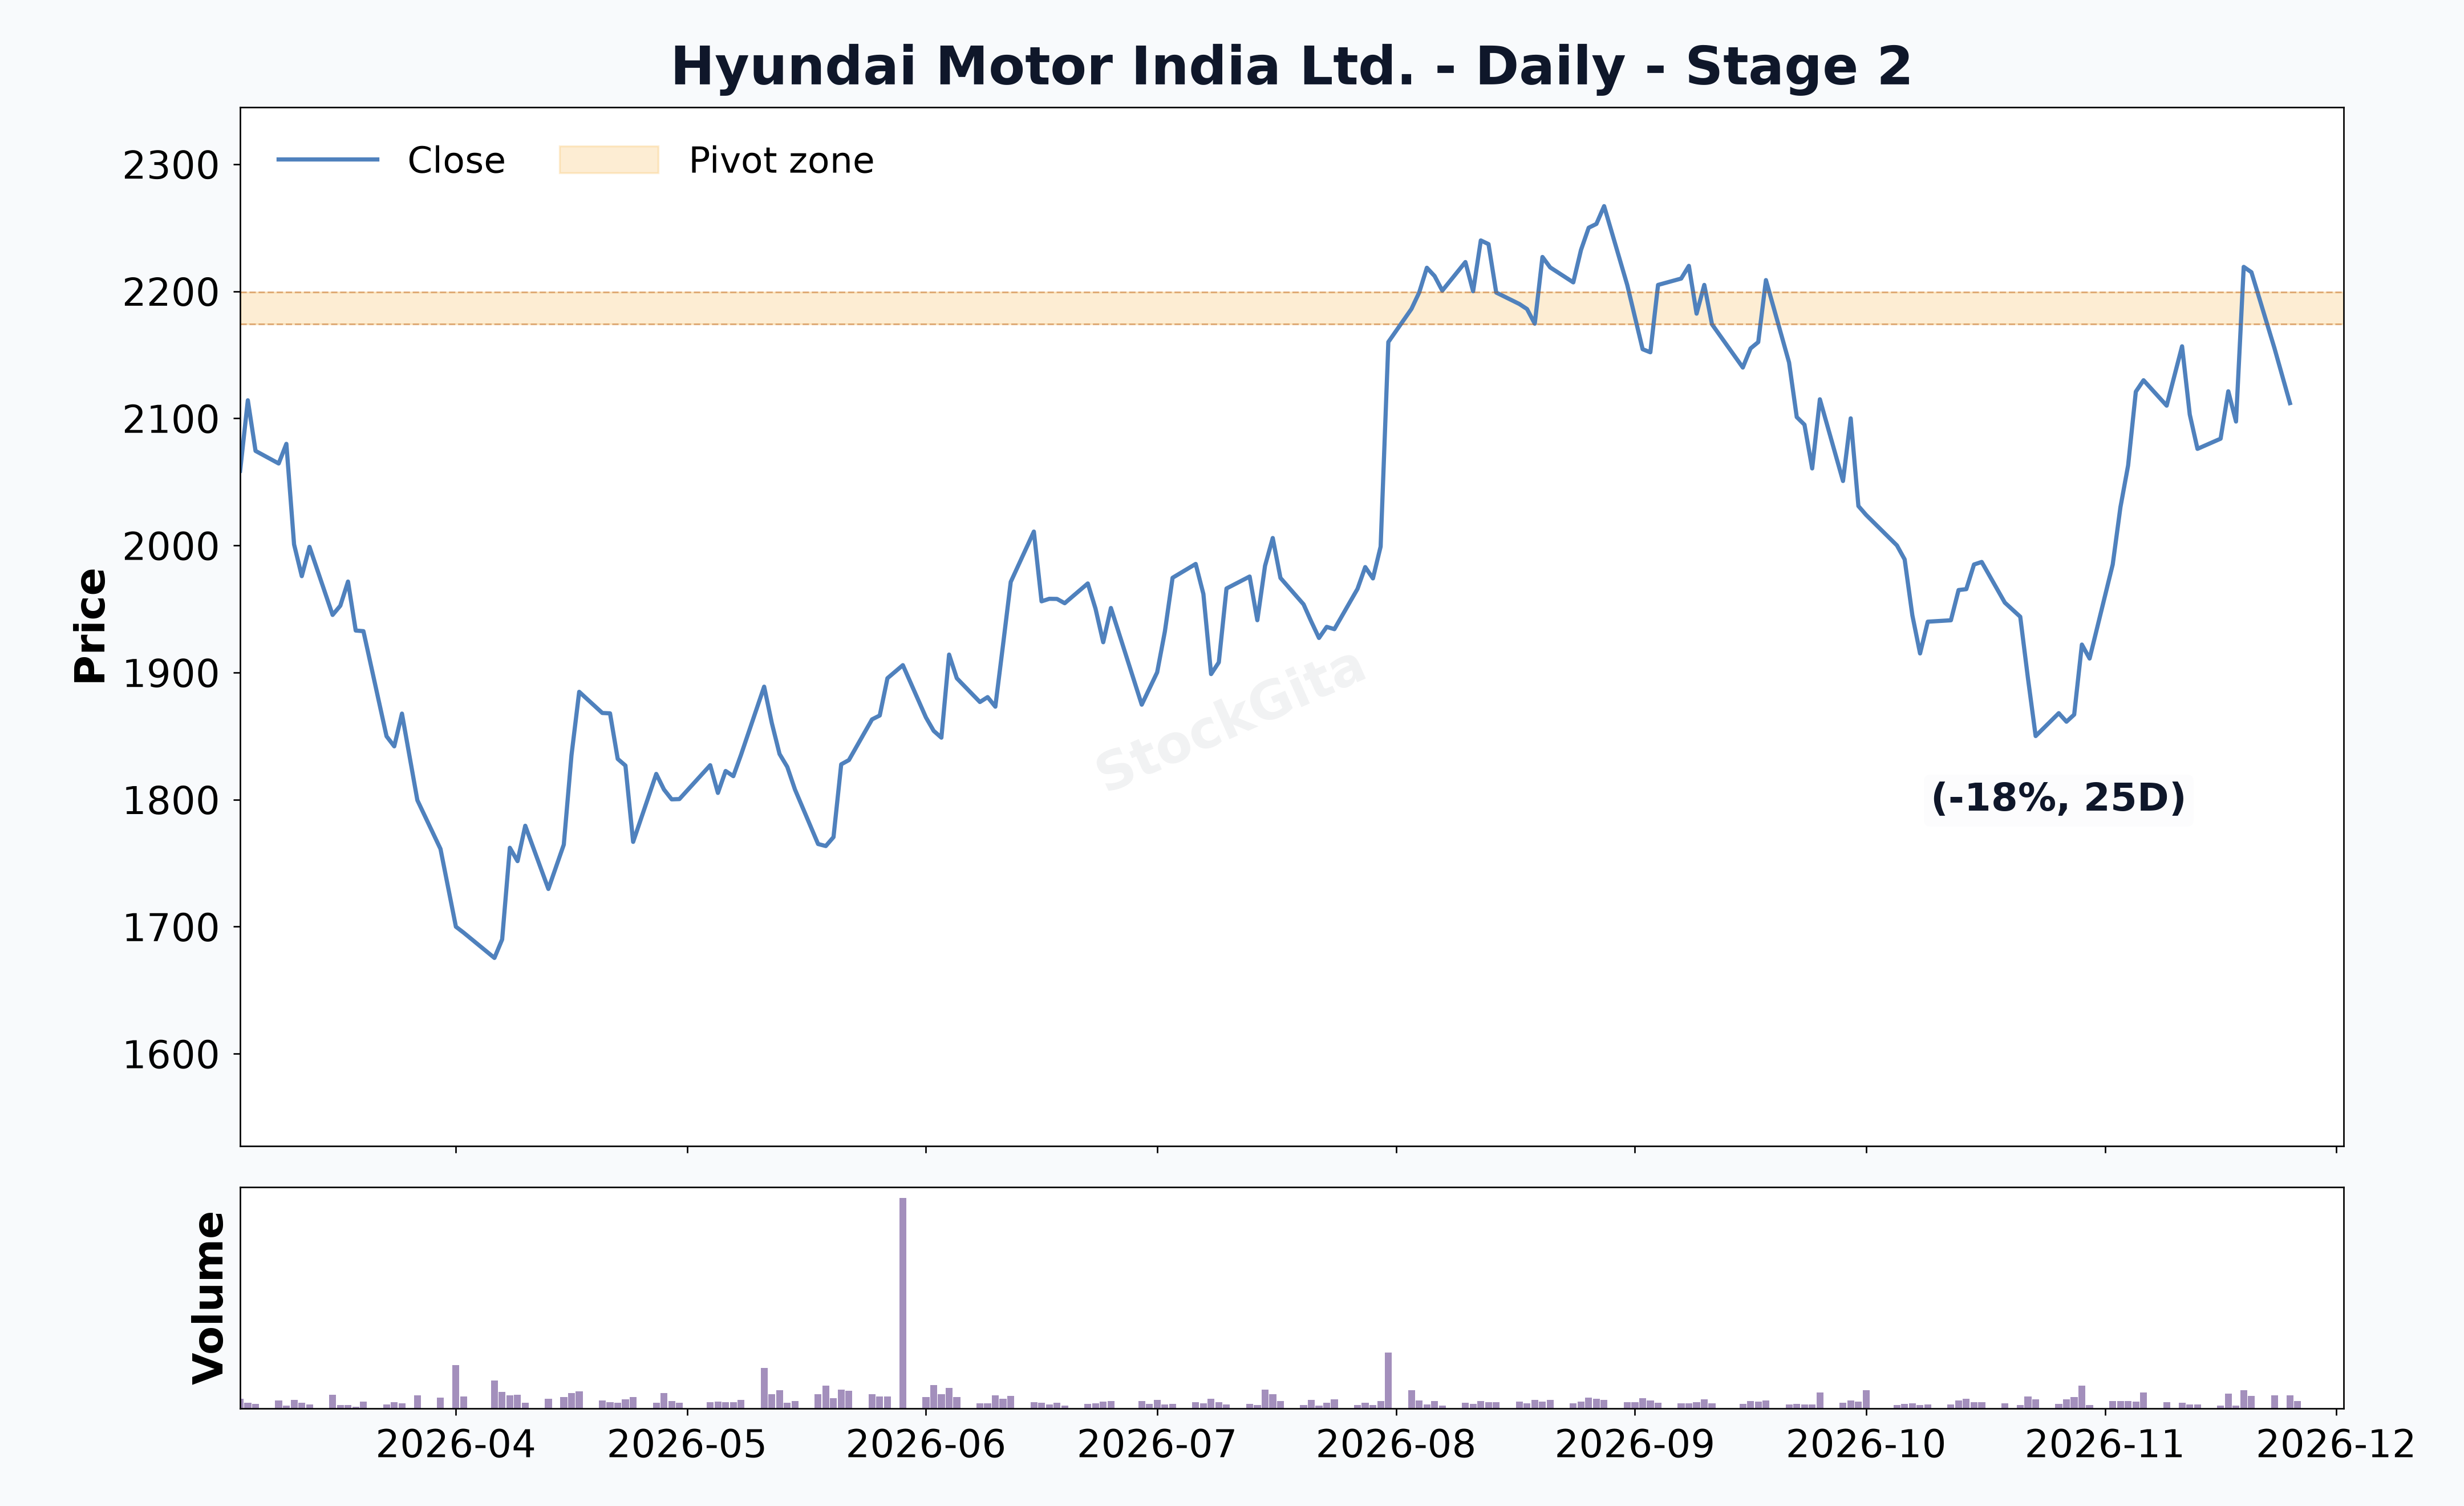 Hyundai Motor India Ltd. - Daily - Stage 2
Close
Pivot zone
Price
2300
2200
2100
2000
1900
1800
1700
1600
StockGita
(-18%, 25D)
Volume
2026-04
2026-05
2026-06
2026-07
2026-08
2026-09
2026-10
2026-11
2026-12